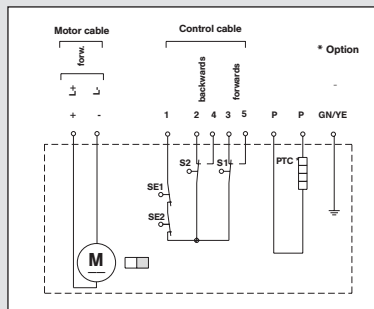 Motor cable
Control cable
* Option
forw.
backwards
forwards
L+
L-
+
-
1
2
4
3
5
P
P
GN/YE
-
S2
S1
PTC *
SE1
SE2
M